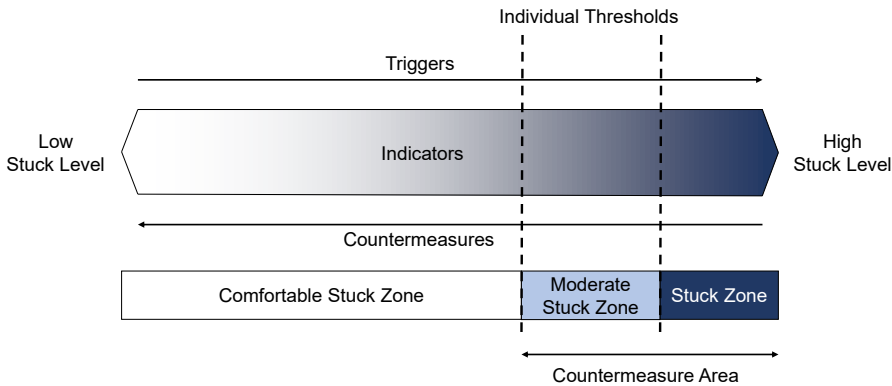 Individual Thresholds
Triggers
Low
Stuck Level
Indicators
High
Stuck Level
Countermeasures
Comfortable Stuck Zone
Moderate
Stuck Zone
Stuck Zone
Countermeasure Area